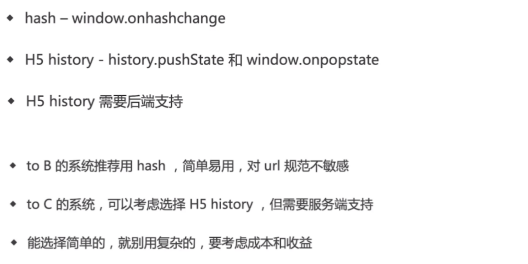 ◆ hash – window.onhashchange
◆ H5 history - history.pushState 和 window.onpopstate
◆ H5 history 需要后端支持
◆ to B 的系统推荐用 hash ，简单易用，对 url 规范不敏感
◆ to C 的系统，可以考虑选择 H5 history ，但需要服务端支持
◆ 能选择简单的，就别用复杂的，要考虑成本和收益